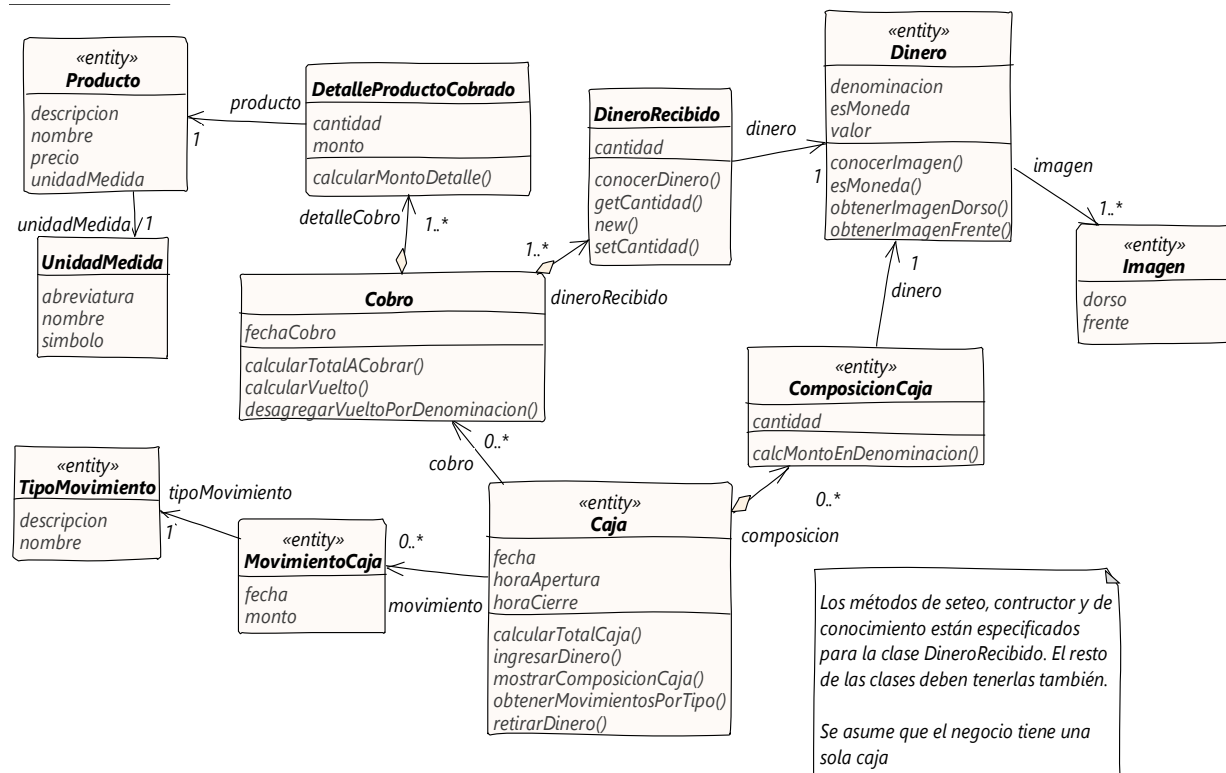 «entity»
Producto
descripcion
nombre
precio
unidadMedida
producto
1
DetalleProductoCobrado
cantidad
monto
calcularMontoDetalle()
DineroRecibido
cantidad
conocerDinero()
getCantidad()
new()
setCantidad()
dinero
1
«entity»
Dinero
denominacion
esMoneda
valor
conocerImagen()
esMoneda()
obtenerImagenDorso()
obtenerImagenFrente()
imagen
1..*
«entity»
Imagen
dorso
frente
unidadMedida
1
UnidadMedida
abreviatura
nombre
simbolo
detalleCobro
1..*
1..*
dineroRecibido
Cobro
fechaCobro
calcularTotalACobrar()
calcularVuelto()
desagregarVueltoPorDenominacion()
1
dinero
«entity»
ComposicionCaja
cantidad
calcMontoEnDenominacion()
0..*
cobro
0..*
composicion
«entity»
TipoMovimiento
descripcion
nombre
tipoMovimiento
1
«entity»
MovimientoCaja
fecha
monto
0..*
movimiento
«entity»
Caja
fecha
horaApertura
horaCierre
calcularTotalCaja()
ingresarDinero()
mostrarComposicionCaja()
obtenerMovimientosPorTipo()
retirarDinero()
Los métodos de seteo, contructor y de
conocimiento están especificados
para la clase DineroRecibido. El resto
de las clases deben tenerlas también.
Se asume que el negocio tiene una
sola caja